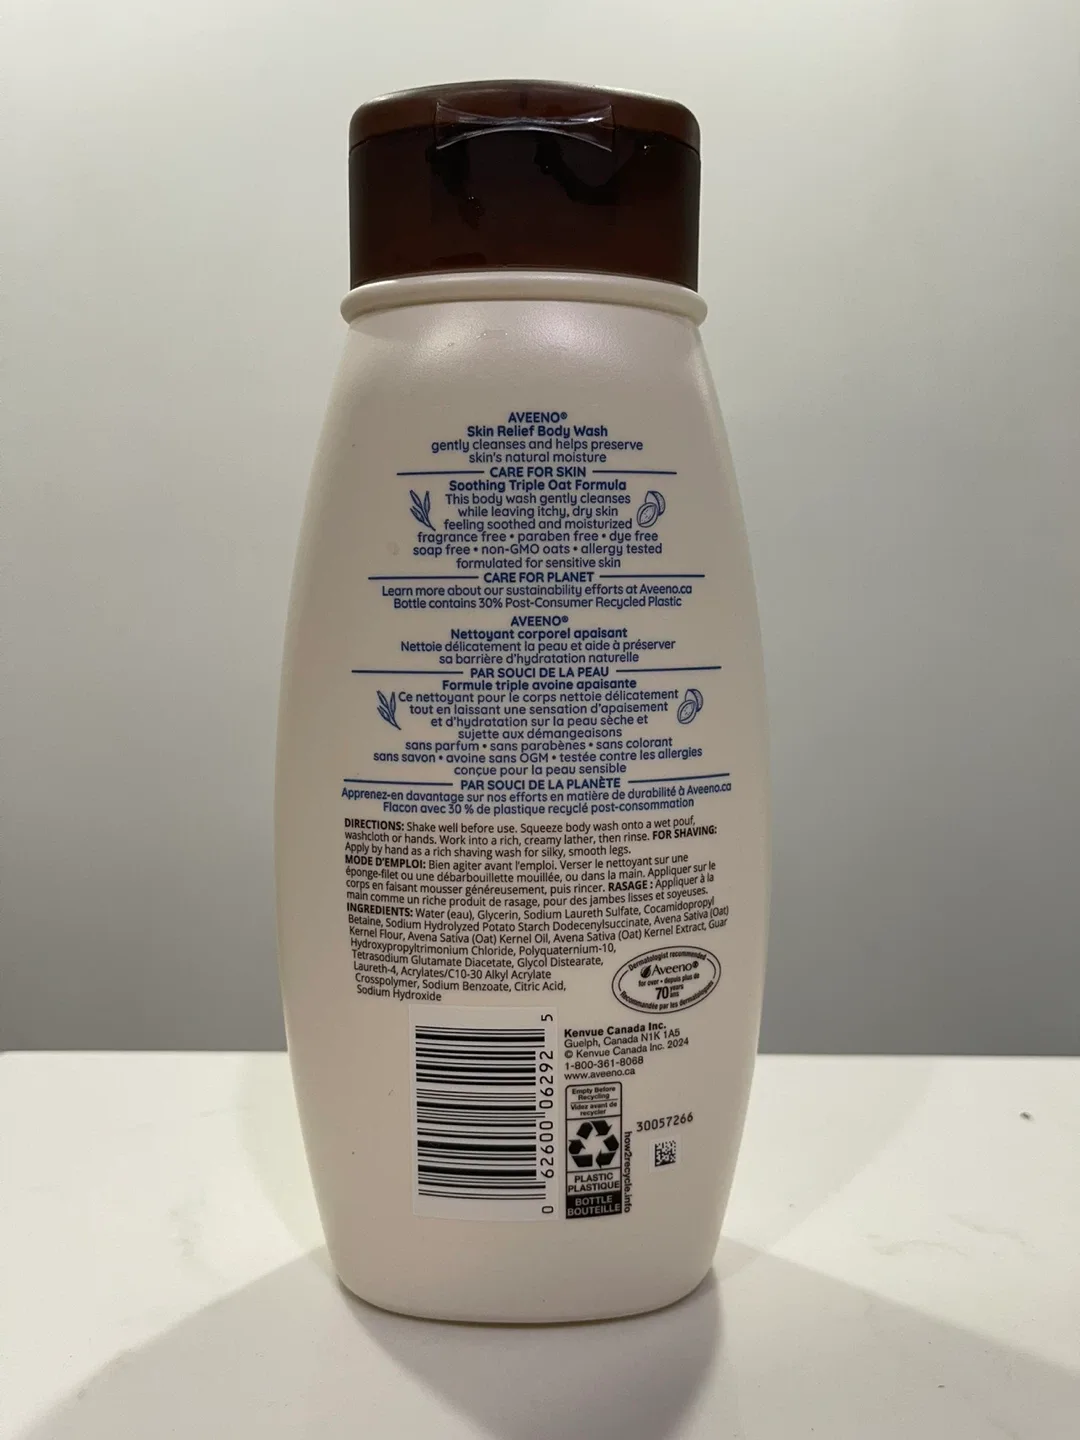 AVEENO®
Skin Relief Body Wash
gently cleanses and helps preserve
skin's natural moisture
CARE FOR SKIN
Soothing Triple Oat Formula
This body wash gently cleanses
while leaving itchy, dry skin
feeling soothed and moisturized
fragrance free • paraben free • dye free
soap free • non-GMO oats • allergy tested
formulated for sensitive skin
CARE FOR PLANET
Learn more about our sustainability efforts at Aveeno.ca
Bottle contains 30% Post-Consumer Recycled Plastic
AVEENO®
Nettoyant corporel apaisant
Nettoie délicatement la peau et aide à préserver
sa barrière d'hydratation naturelle
PAR SOUCI DE LA PEAU
Formule triple avoine apaisante
Ce nettoyant pour le corps nettoie délicatement
tout en laissant une sensation d'apaisement
et d'hydratation sur la peau sèche et
sujette aux démangeaisons
sans parfum • sans parabènes • sans colorant
sans savon • avoine sans OGM • testée contre les allergies
conçue pour la peau sensible
PAR SOUCI DE LA PLANÈTE
Apprenez-en davantage sur nos efforts en matière de durabilité à Aveeno.ca
Flacon avec 30 % de plastique recyclé post-consommation
DIRECTIONS: Shake well before use. Squeeze body wash onto a wet pouf,
washcloth or hands. Work into a rich, creamy lather, then rinse. FOR SHAVING:
Apply by hand as a rich shaving wash for silky, smooth legs.
MODE D'EMPLOI: Bien agiter avant l'emploi. Verser le nettoyant sur une
éponge-filet ou une débarbouillette mouillée, ou dans la main. Appliquer sur le
corps en faisant mousser généreusement, puis rincer. RASAGE : Appliquer à la
main comme un riche produit de rasage, pour des jambes lisses et soyeuses.
INGREDIENTS: Water (eau), Glycerin, Sodium Laureth Sulfate, Cocamidopropyl
Betaine, Sodium Hydrolyzed Potato Starch Dodecenylsuccinate, Avena Sativa (Oat)
Kernel Flour, Avena Sativa (Oat) Kernel Oil, Avena Sativa (Oat) Kernel Extract, Guar
Hydroxypropyltrimonium Chloride, Polyquaternium-10,
Tetrasodium Glutamate Diacetate, Glycol Distearate,
Laureth-4, Acrylates/C10-30 Alkyl Acrylate
Crosspolymer, Sodium Benzoate, Citric Acid,
Sodium Hydroxide
Dermatologist recommended
Aveeno®
for over • depuis plus de
70 years
ans
Recommandée par les dermatologues
0 62600 06292 5
Kenvue Canada Inc.
Guelph, Canada N1K 1A5
© Kenvue Canada Inc. 2024
1-800-361-8068
www.aveeno.ca
Empty Before
Recycling
Videz avant de
recycler
PLASTIC
PLASTIQUE
BOTTLE
BOUTEILLE
how2recycle.info
30057266